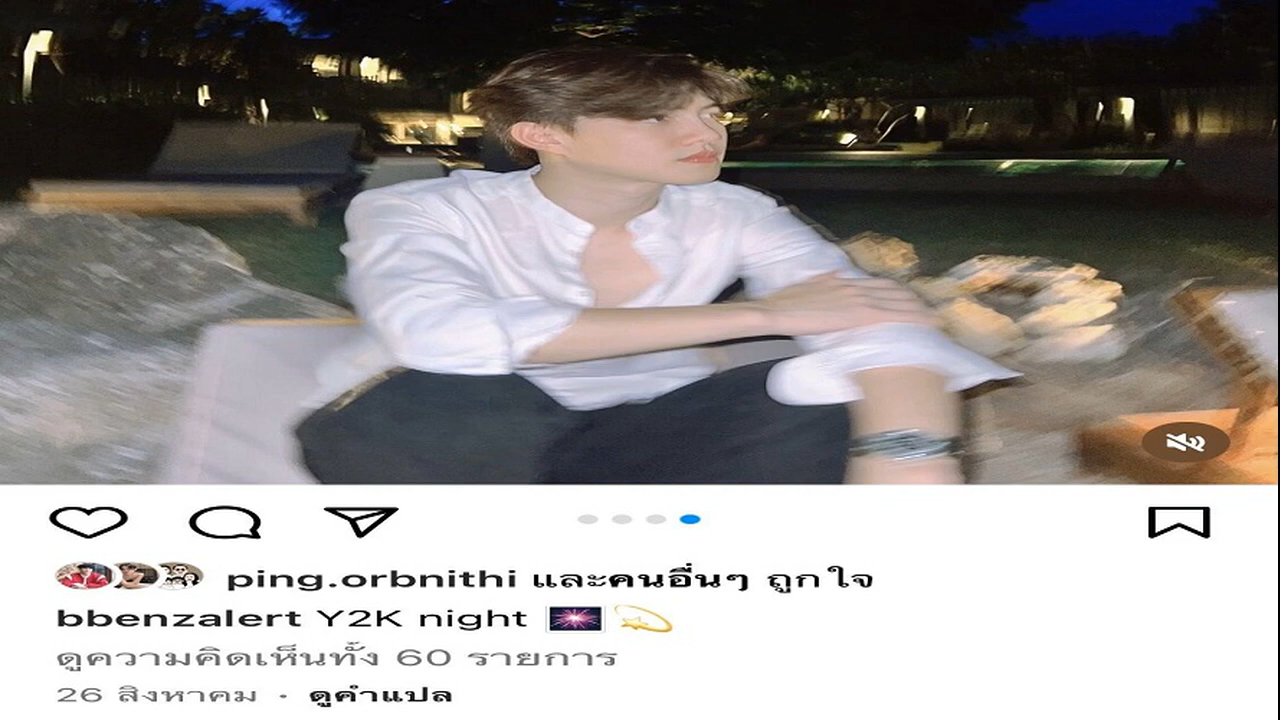 ping.orbnithi และคนอื่นๆ ถูกใจ
bbenzalert Y2K night 🎆 💫
ดูความคิดเห็นทั้ง 60 รายการ
26 สิงหาคม · ดูคำแปล